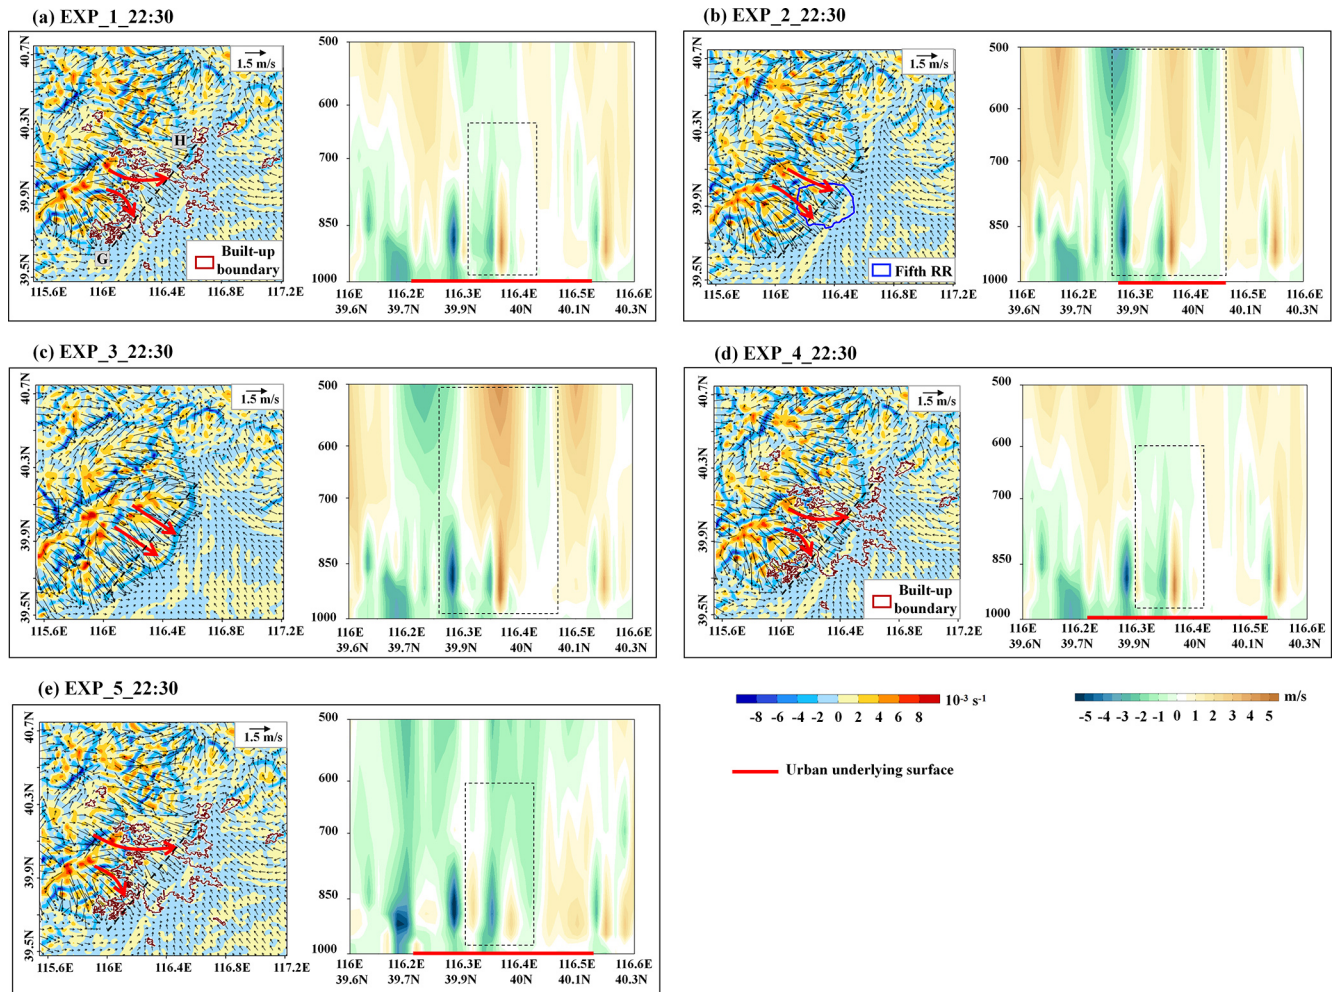 (a) EXP_1_22:30
40.7N
40.3N
39.9N
39.5N
1.5 m/s
H
G
Built-up
boundary
115.6E 116E 116.4E 116.8E 117.2E
500
600
700
850
1000
116E 116.2E 116.3E 116.4E 116.5E 116.6E
39.6N 39.7N 39.9N 40N 40.1N 40.3N
(b) EXP_2_22:30
40.7N
40.3N
39.9N
39.5N
1.5 m/s
Fifth RR
115.6E 116E 116.4E 116.8E 117.2E
500
600
700
850
1000
116E 116.2E 116.3E 116.4E 116.5E 116.6E
39.6N 39.7N 39.9N 40N 40.1N 40.3N
(c) EXP_3_22:30
40.7N
40.3N
39.9N
39.5N
1.5 m/s
115.6E 116E 116.4E 116.8E 117.2E
500
600
700
850
1000
116E 116.2E 116.3E 116.4E 116.5E 116.6E
39.6N 39.7N 39.9N 40N 40.1N 40.3N
(d) EXP_4_22:30
40.7N
40.3N
39.9N
39.5N
1.5 m/s
Built-up
boundary
115.6E 116E 116.4E 116.8E 117.2E
500
600
700
850
1000
116E 116.2E 116.3E 116.4E 116.5E 116.6E
39.6N 39.7N 39.9N 40N 40.1N 40.3N
(e) EXP_5_22:30
40.7N
40.3N
39.9N
39.5N
1.5 m/s
115.6E 116E 116.4E 116.8E 117.2E
500
600
700
850
1000
116E 116.2E 116.3E 116.4E 116.5E 116.6E
39.6N 39.7N 39.9N 40N 40.1N 40.3N
10⁻³ s⁻¹
-8 -6 -4 -2 0 2 4 6 8
m/s
-5 -4 -3 -2 -1 0 1 2 3 4 5
Urban underlying surface